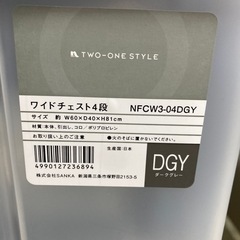 TWO-ONE STYLE
ワイドチェスト4段 NFCW3-04DGY
サイズ 約 W60×D40×H81cm
材質:本体、引出し、コロ/ポリプロピレン
お取り扱い上のご注意
生産国:日本
DGY
ダークグレー
4990127236894
株式会社SANKA 新潟県三条市柳野目2153-5